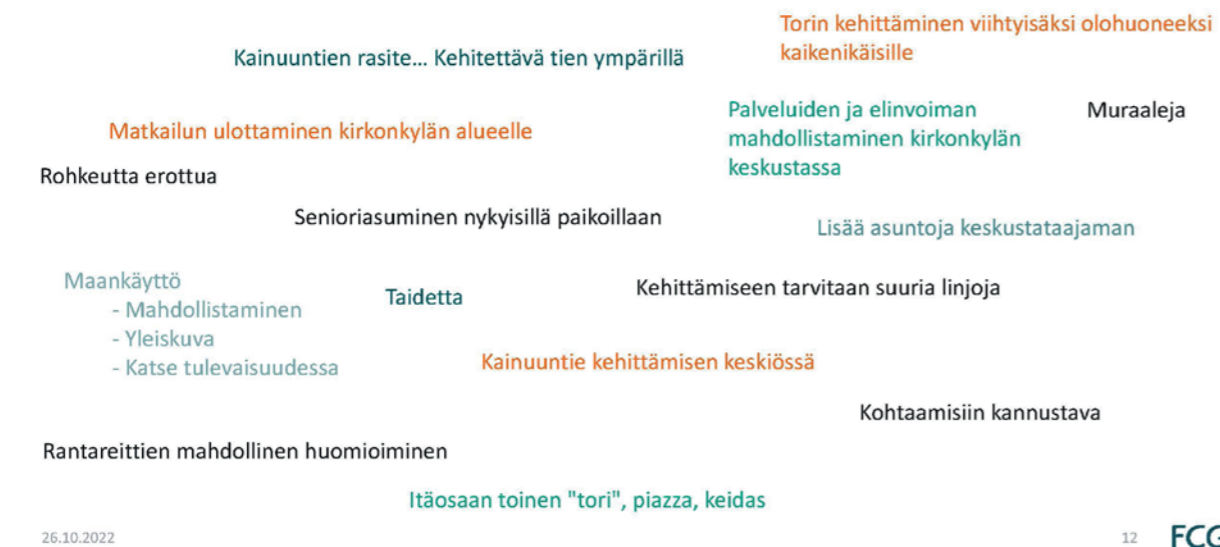 Torin kehittäminen viihtyisäksi olohuoneeksi
kaikenikäisille
Kainuuntien rasite... Kehitettävä tien ympärillä
Palveluiden ja elinvoiman
mahdollistaminen kirkonkylän
keskustassa
Muraaleja
Matkailun ulottaminen kirkonkylän alueelle
Rohkeutta erottua
Senioriasuminen nykyisillä paikoillaan
Lisää asuntoja keskustataajaman
Maankäyttö
- Mahdollistaminen
- Yleiskuva
- Katse tulevaisuudessa
Taidetta
Kehittämiseen tarvitaan suuria linjoja
Kainuuntie kehittämisen keskiössä
Kohtaamisiin kannustava
Rantareittien mahdollinen huomioiminen
Itäosaan toinen "tori", piazza, keidas
26.10.2022
12
FCG